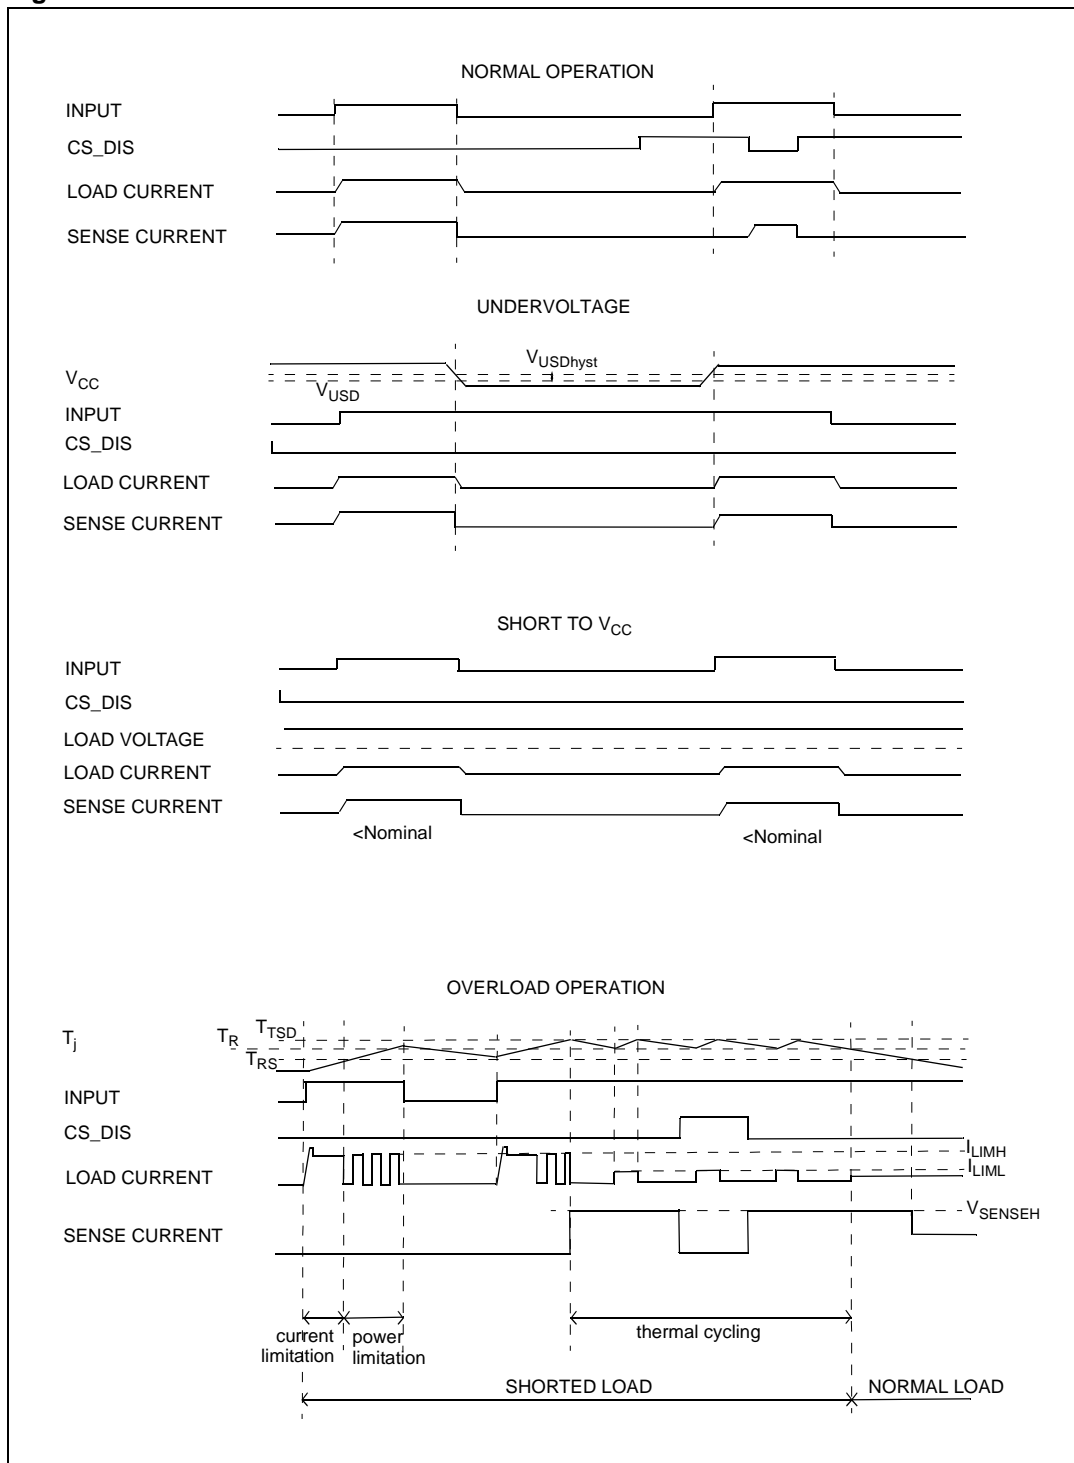 NORMAL OPERATION
INPUT
CS_DIS
LOAD CURRENT
SENSE CURRENT
UNDERVOLTAGE
VUSDhyst
VCC
VUSD
INPUT
CS_DIS
LOAD CURRENT
SENSE CURRENT
SHORT TO VCC
INPUT
CS_DIS
LOAD VOLTAGE
LOAD CURRENT
SENSE CURRENT
<Nominal <Nominal
OVERLOAD OPERATION
Tj TR TTSD
TRS
INPUT
CS_DIS
ILIMH
LOAD CURRENT ILIML
VSENSEH
SENSE CURRENT
current limitation
power limitation
thermal cycling
SHORTED LOAD NORMAL LOAD